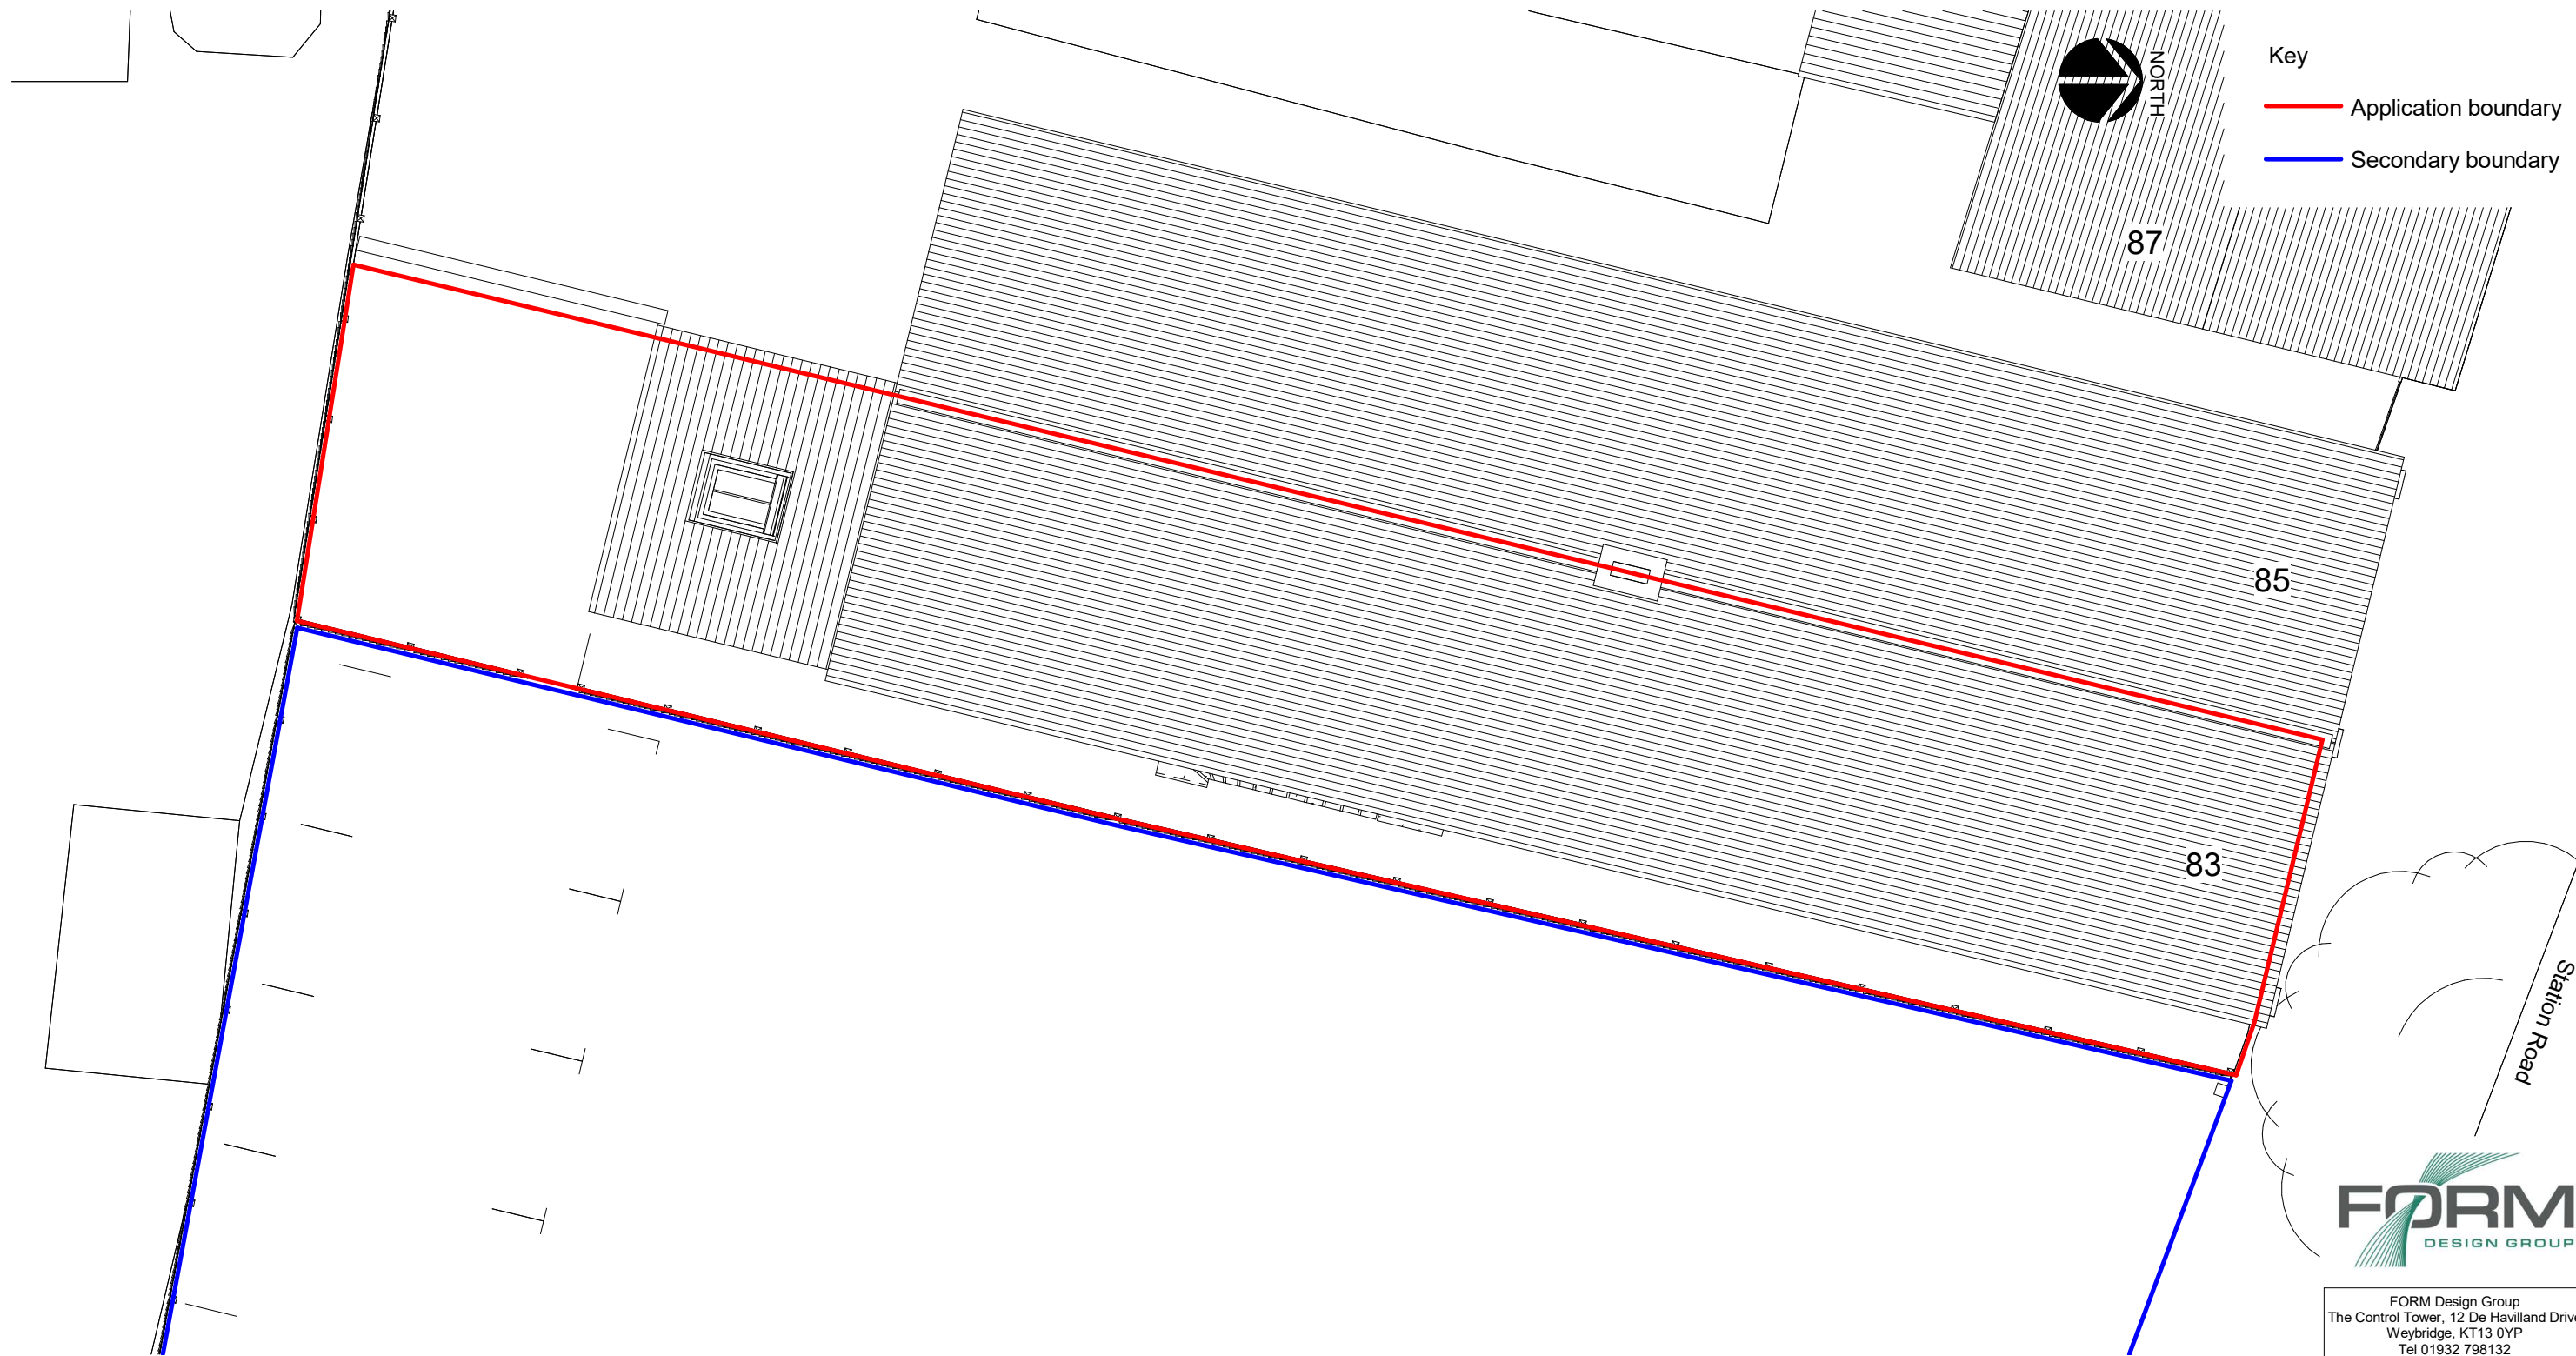 NORTH
Key
Application boundary
Secondary boundary
87
85
83
Station Road
FORM
DESIGN GROUP
FORM Design Group
The Control Tower, 12 De Havilland Drive
Weybridge, KT13 0YP
Tel 01932 798132